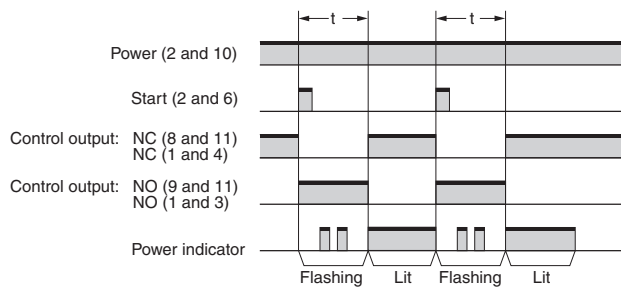 t t
Power (2 and 10)
Start (2 and 6)
Control output: NC (8 and 11)
NC (1 and 4)
Control output: NO (9 and 11)
NO (1 and 3)
Power indicator
Flashing Lit Flashing Lit